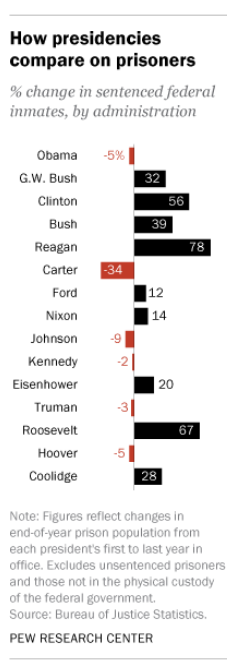 How presidencies
compare on prisoners
% change in sentenced federal
inmates, by administration
Obama -5%
G.W. Bush 32
Clinton 56
Bush 39
Reagan 78
Carter -34
Ford 12
Nixon 14
Johnson -9
Kennedy -2
Eisenhower 20
Truman -3
Roosevelt 67
Hoover -5
Coolidge 28
Note: Figures reflect changes in
end-of-year prison population from
each president's first to last year in
office. Excludes unsentenced prisoners
and those not in the physical custody
of the federal government.
Source: Bureau of Justice Statistics.
PEW RESEARCH CENTER